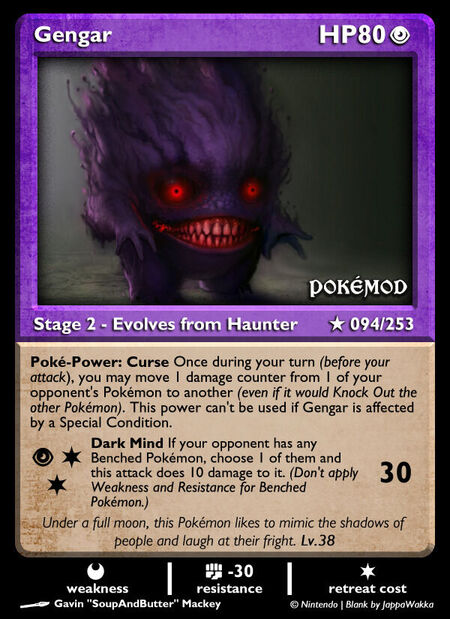 Gengar
HP80
POKÉMOD
Stage 2 - Evolves from Haunter
★ 094/253
Poké-Power: Curse Once during your turn (before your
attack), you may move 1 damage counter from 1 of your
opponent's Pokémon to another (even if it would Knock Out the
other Pokémon). This power can't be used if Gengar is affected
by a Special Condition.
Dark Mind If your opponent has any
Benched Pokémon, choose 1 of them and
this attack does 10 damage to it. (Don't apply
Weakness and Resistance for Benched
Pokémon.)
30
Under a full moon, this Pokémon likes to mimic the shadows of
people and laugh at their fright. Lv.38
-30
weakness
resistance
retreat cost
Gavin "SoupAndButter" Mackey
© Nintendo | Blank by JappaWakka